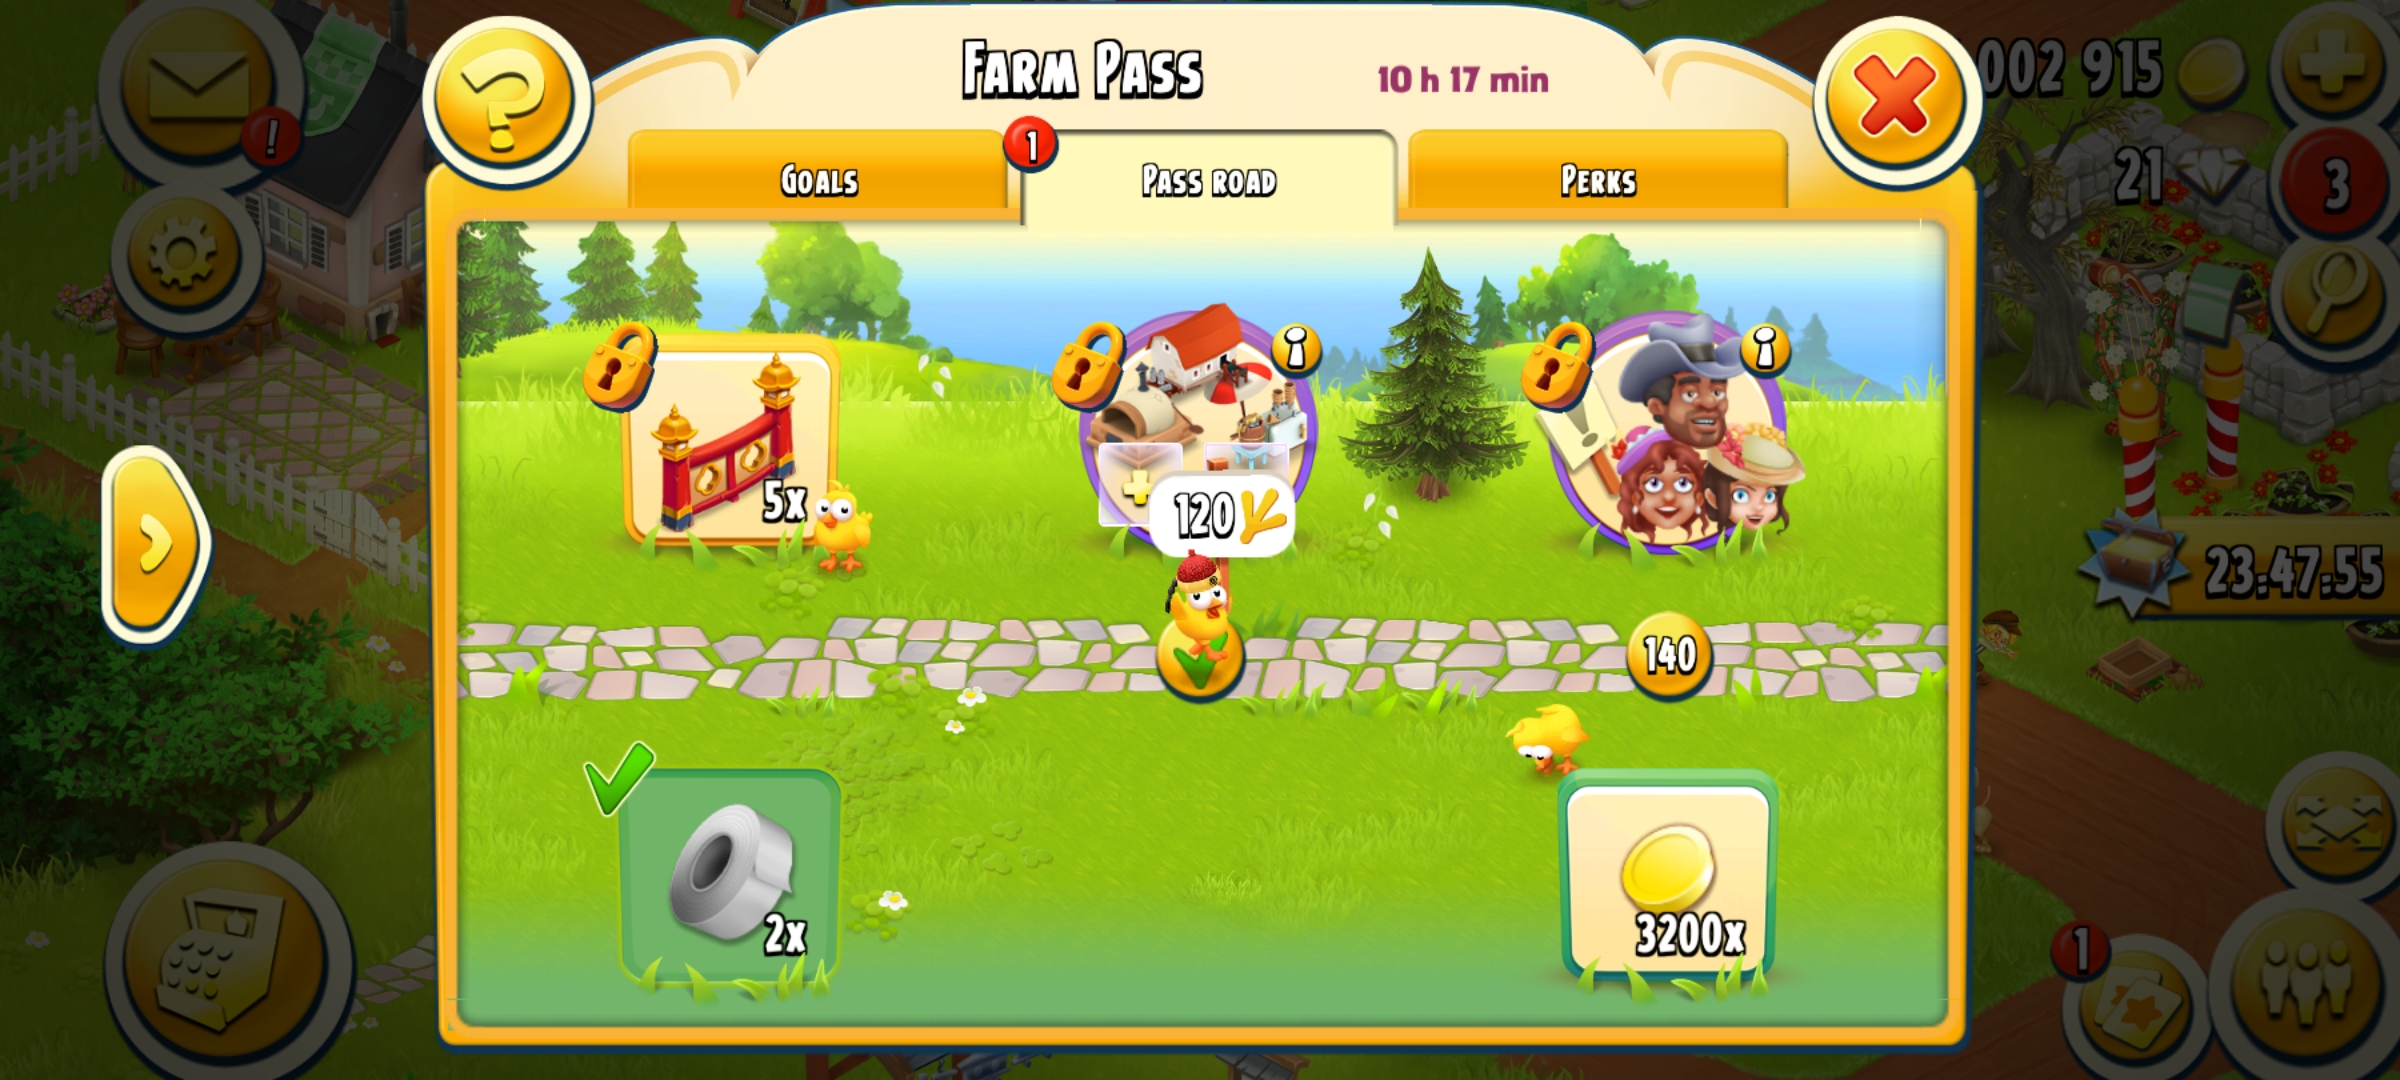 FARM PASS
10 h 17 min
002 915
!
1
GOALS
PASS ROAD
PERKS
21
3
5x
120
23:47:55
140
2x
3200x
1